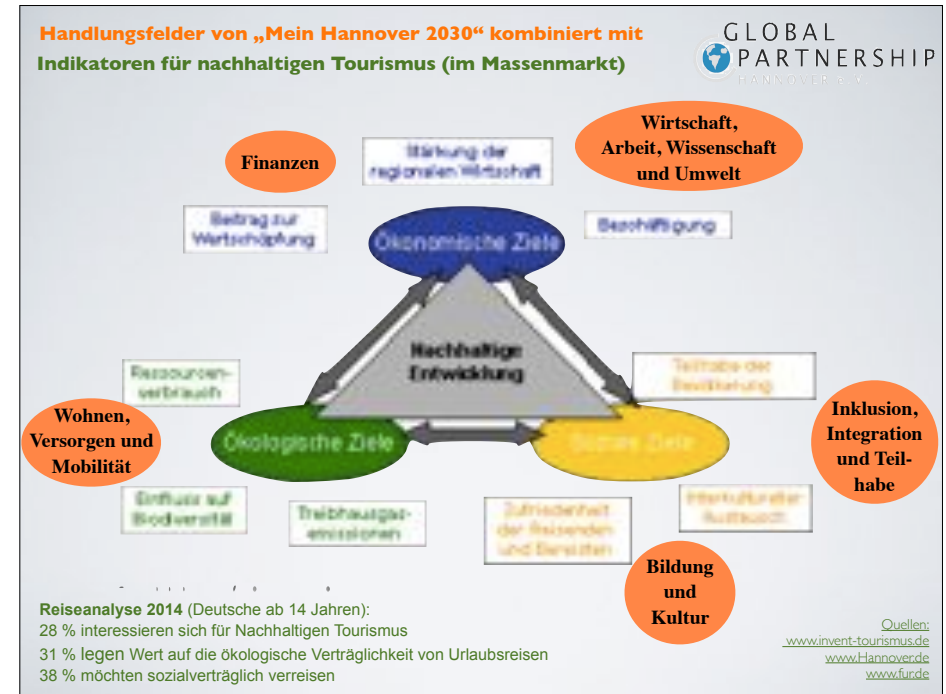 Handlungsfelder von „Mein Hannover 2030“ kombiniert mit
Indikatoren für nachhaltigen Tourismus (im Massenmarkt)
GLOBAL
PARTNERSHIP
HANNOVER E.V.
Finanzen
Stärkung der
regionalen Wirtschaft
Wirtschaft,
Arbeit, Wissenschaft
und Umwelt
Beitrag zur
Wertschöpfung
Ökonomische Ziele
Beschäftigung
Nachhaltige
Entwicklung
Ressourcen-
verbrauch
Teilhabe der
Bevölkerung
Wohnen,
Versorgen und
Mobilität
Ökologische Ziele
Soziale Ziele
Inklusion,
Integration
und Teil-
habe
Einfluss auf
Biodiversität
Treibhausgas-
emissionen
Zufriedenheit
der Reisenden
und Bereisten
Interkultureller
Austausch
Bildung
und
Kultur
Reiseanalyse 2014 (Deutsche ab 14 Jahren):
28 % interessieren sich für Nachhaltigen Tourismus
31 % legen Wert auf die ökologische Verträglichkeit von Urlaubsreisen
38 % möchten sozialverträglich verreisen
Quellen:
www.invent-tourismus.de
www.Hannover.de
www.fur.de